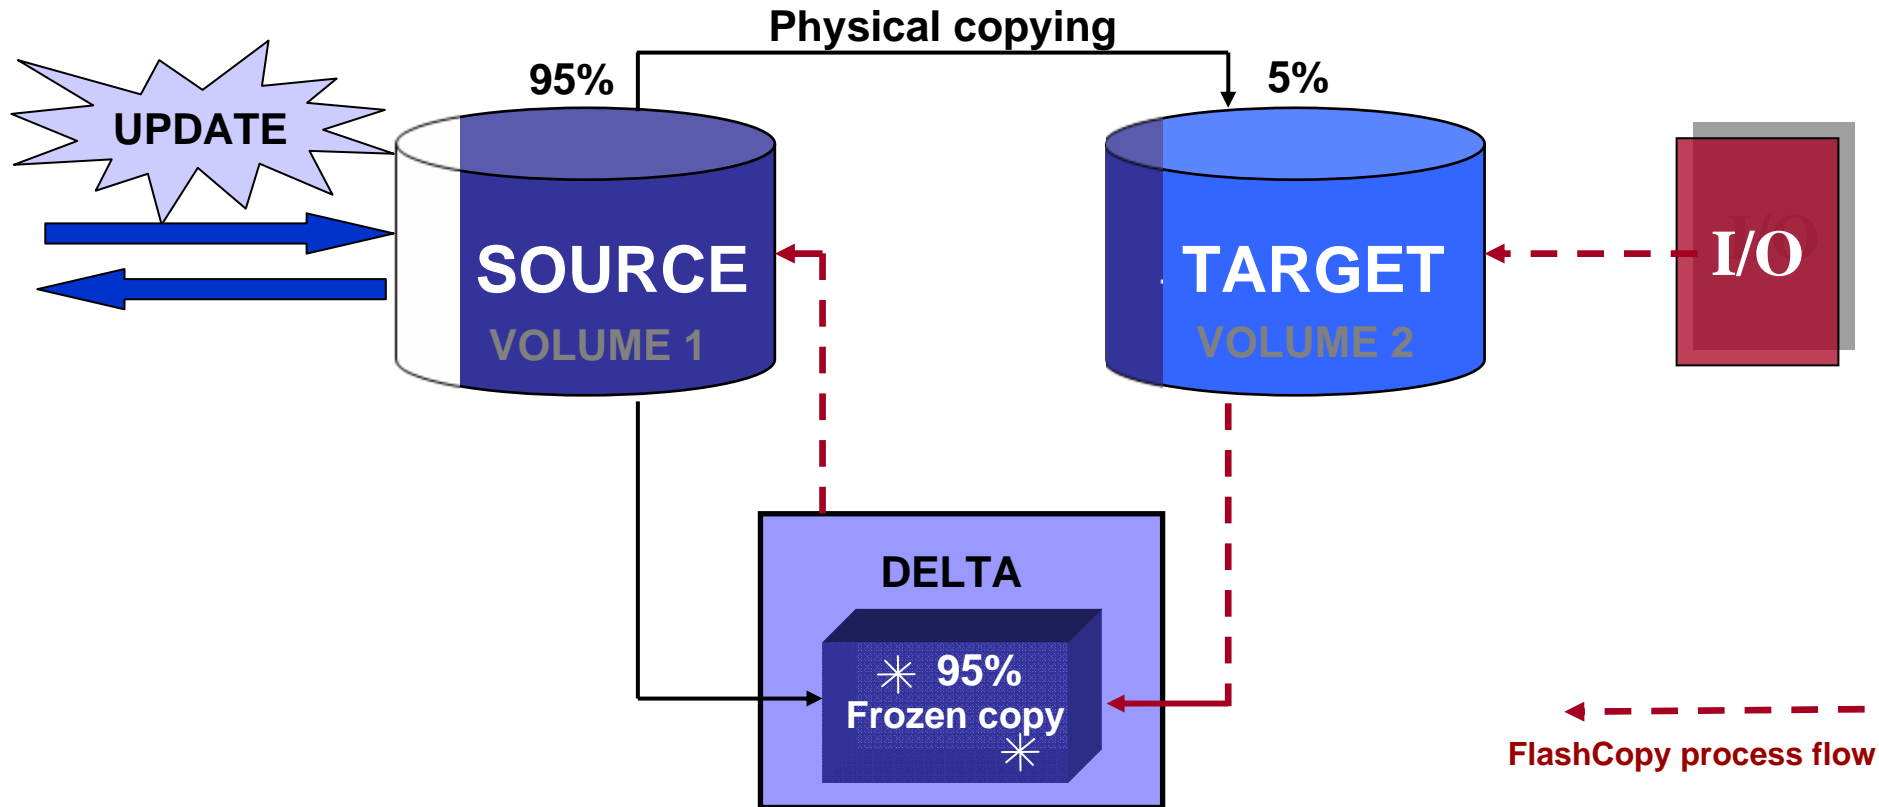 Physical copying
95%
5%
UPDATE
I/O
SOURCE
TARGET
VOLUME 1
VOLUME 2
DELTA
95%
Frozen copy
FlashCopy process flow